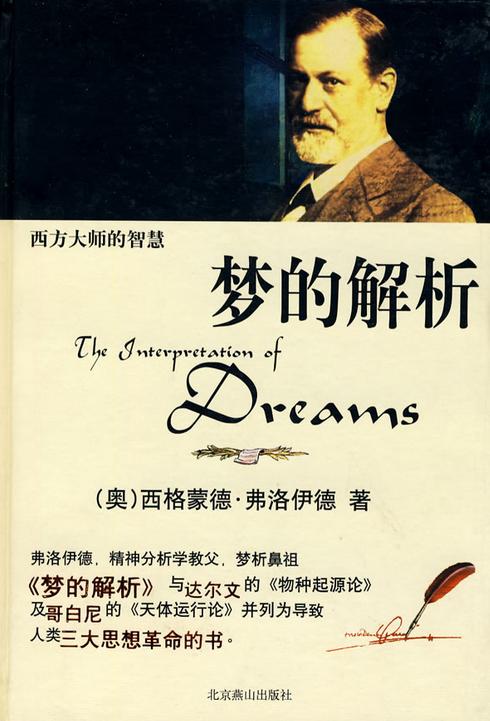 西方大师的智慧
梦的解析
The Interpretation of
Dreams
（奥）西格蒙德·弗洛伊德 著
弗洛伊德，精神分析学教父，梦析鼻祖
《梦的解析》与达尔文的《物种起源论》
及哥白尼的《天体运行论》并列为导致
人类三大思想革命的书。
北京燕山出版社